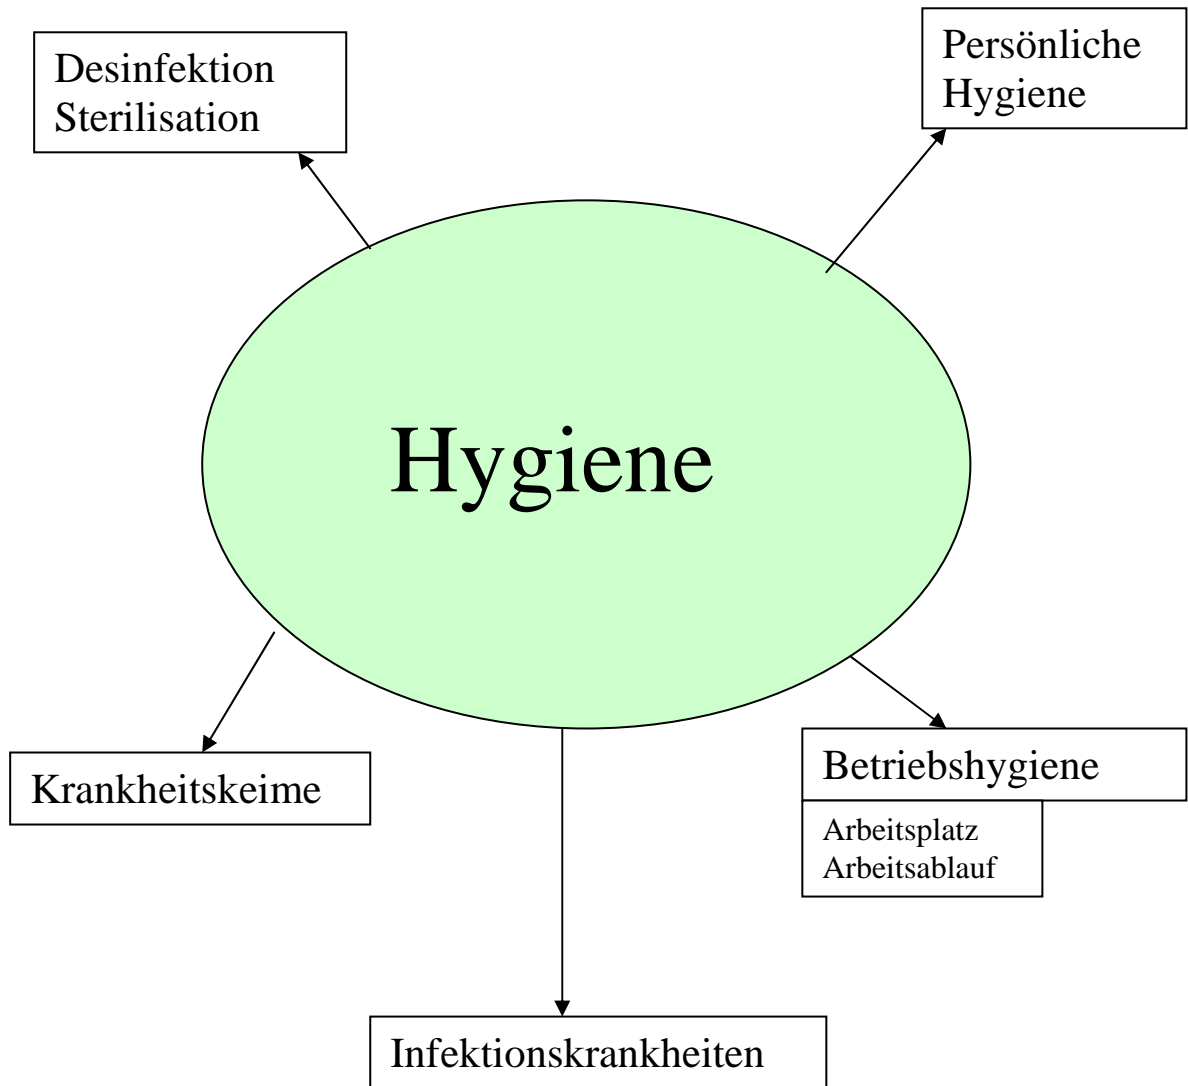 Desinfektion
Sterilisation
Persönliche
Hygiene
Hygiene
Krankheitskeime
Betriebshygiene
Arbeitsplatz
Arbeitsablauf
Infektionskrankheiten